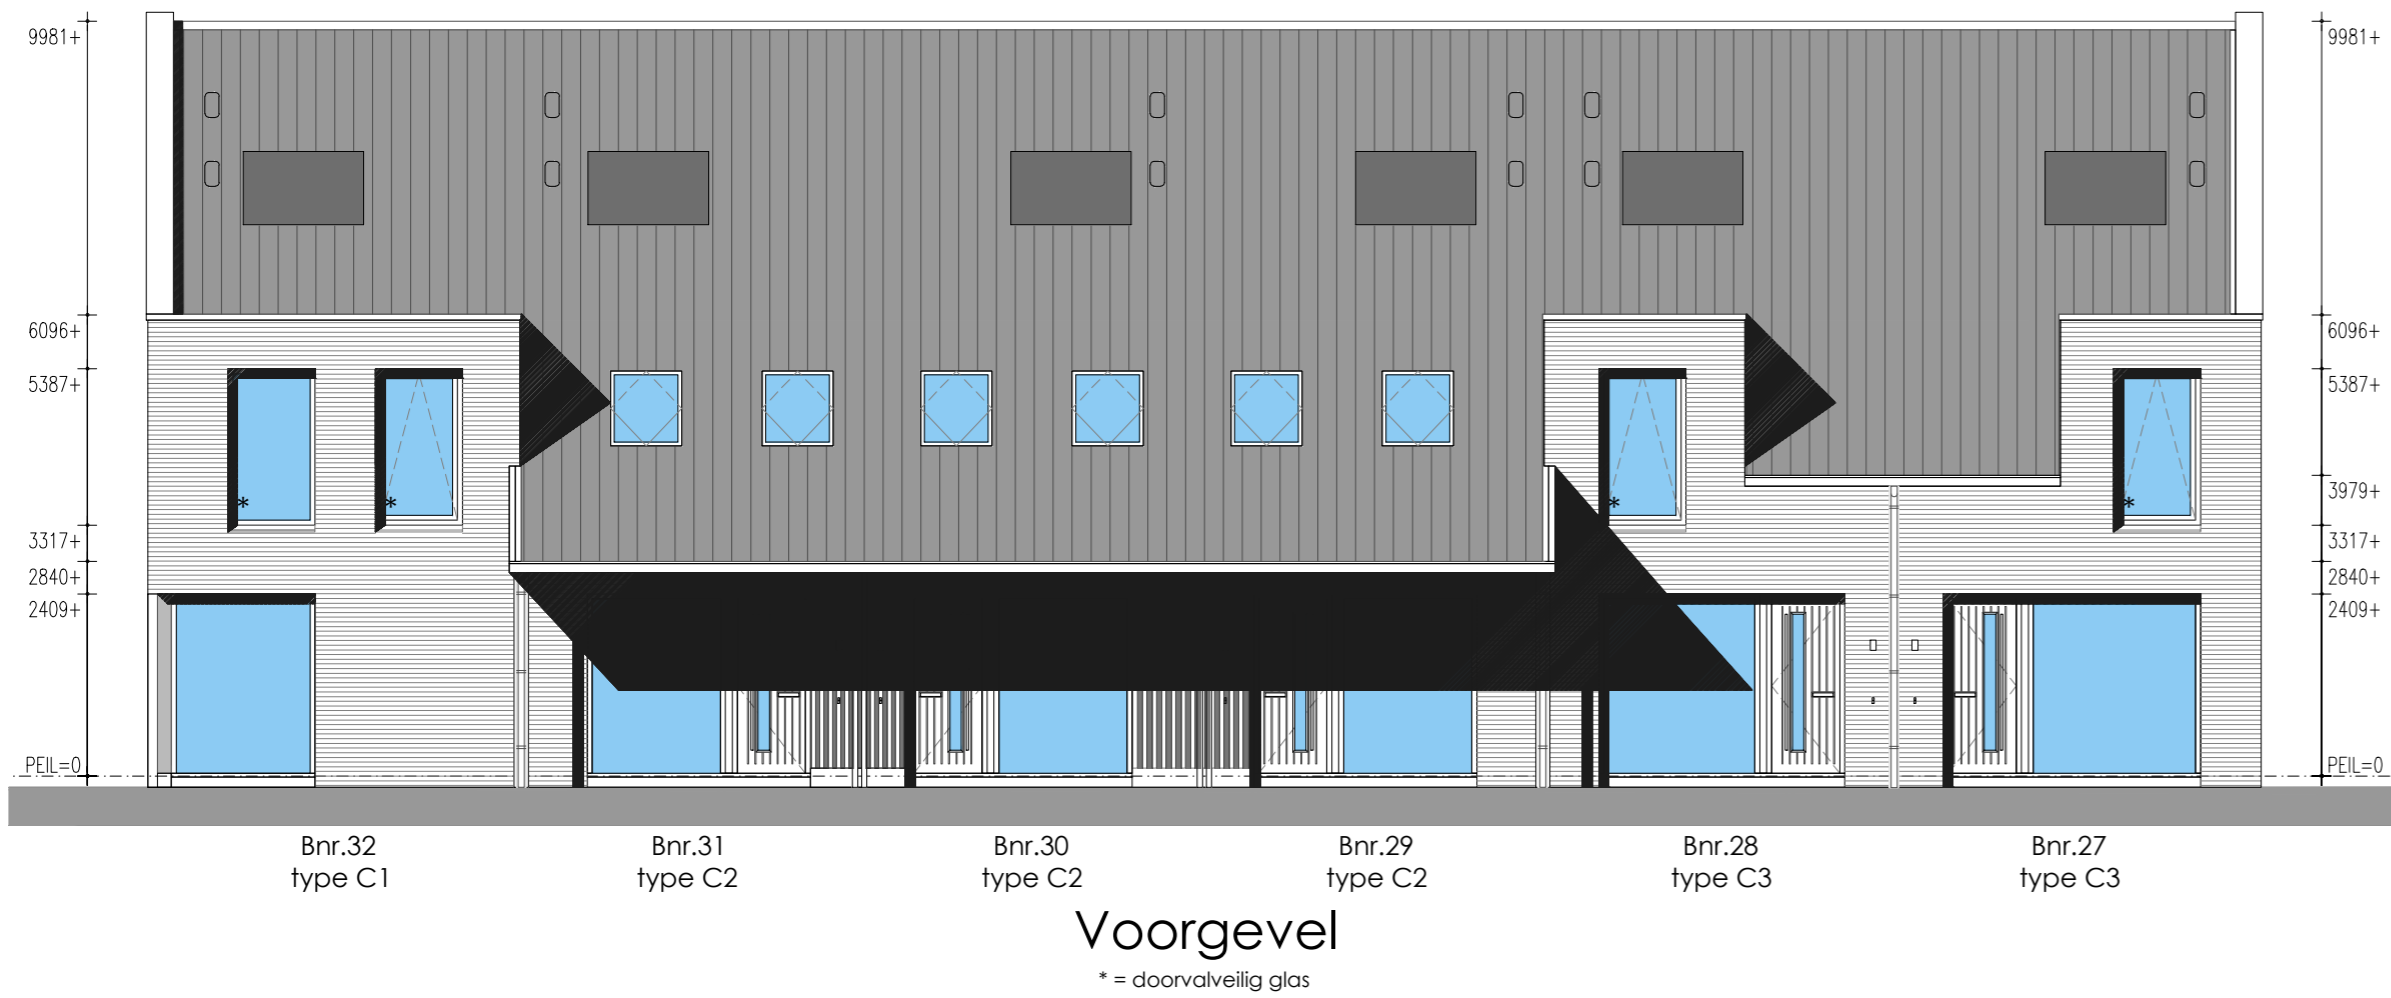 9981+ 9981+
6096+ 6096+
5387+ 5387+
3979+
* * * *
3317+ 3317+
2840+ 2840+
2409+ 2409+
PEIL=0 PEIL=0
Bnr.32 Bnr.31 Bnr.30 Bnr.29 Bnr.28 Bnr.27
type C1 type C2 type C2 type C2 type C3 type C3
Voorgevel
* = doorvalveilig glas